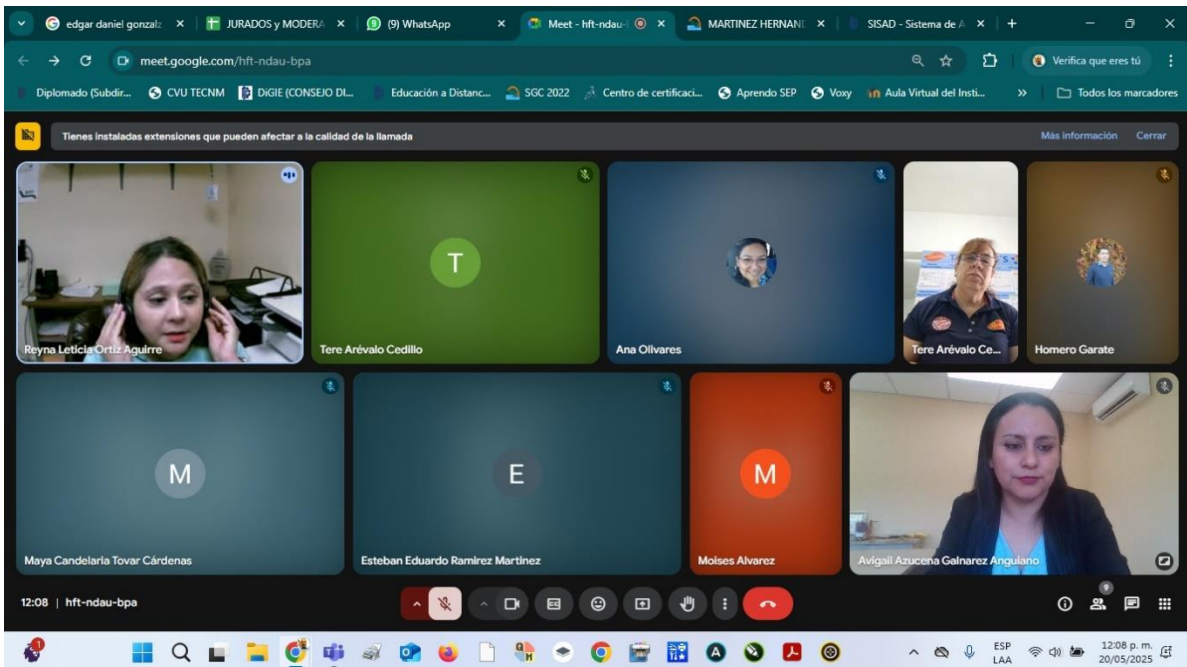 edgar daniel gonzalz
JURADOS y MODERA
(9) WhatsApp
Meet - hft-ndau-
MARTINEZ HERNAND
SISAD - Sistema de A
meet.google.com/hft-ndau-bpa
Verifica que eres tú
Diplomado (Subdir...
CVU TECNM
DiGIE (CONSEJO DI...
Educación a Distanc...
SGC 2022
Centro de certificaci...
Aprendo SEP
Voxy
Aula Virtual del Insti...
»
Todos los marcadores
Tienes instaladas extensiones que pueden afectar a la calidad de la llamada
Más información
Cerrar
T
Reyna Leticia Ortiz Aguirre
Tere Arévalo Cedillo
Ana Olivares
Tere Arévalo Ce...
Homero Garate
M
E
M
Maya Candelaria Tovar Cárdenas
Esteban Eduardo Ramirez Martinez
Moises Alvarez
Avigail Azucena Galnarez Anguiano
12:08 | hft-ndau-bpa
9
ESP
LAA
12:08 p. m.
20/05/2025